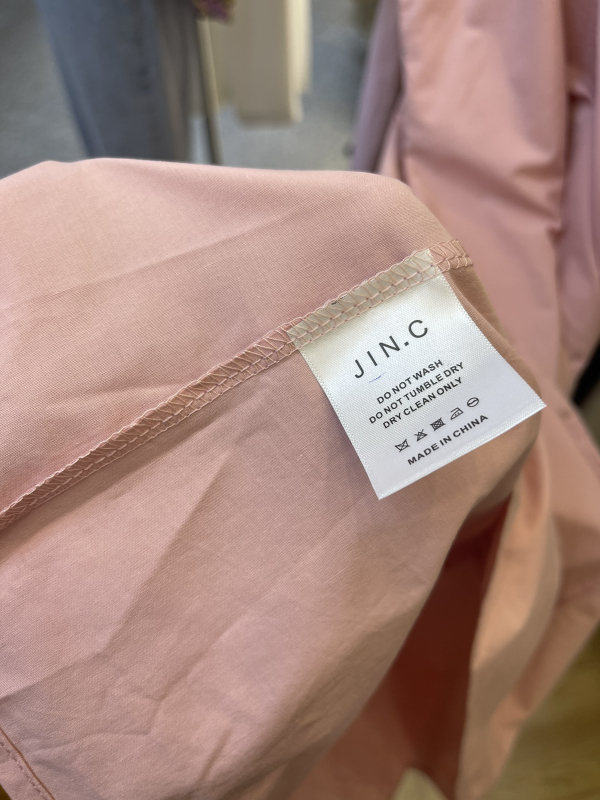 JIN.C
DO NOT WASH
DO NOT TUMBLE DRY
DRY CLEAN ONLY
MADE IN CHINA